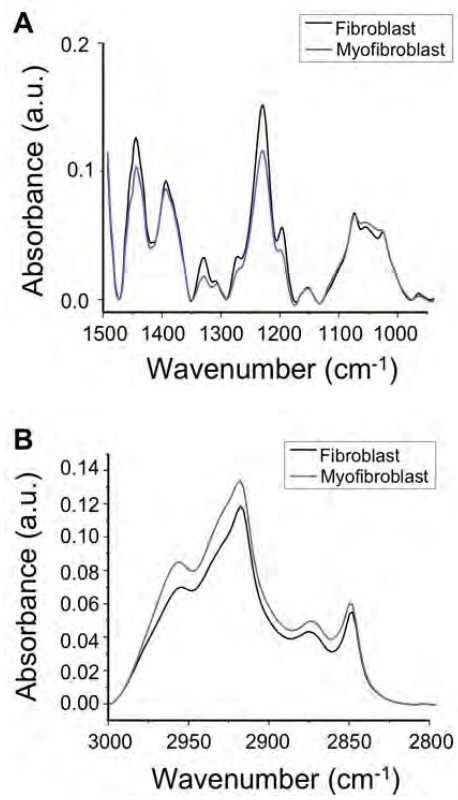 A
Fibroblast
Myofibroblast
0.2
0.1
0.0
Absorbance (a.u.)
1500 1400 1300 1200 1100 1000
Wavenumber (cm⁻¹)
B
Fibroblast
Myofibroblast
0.14
0.12
0.10
0.08
0.06
0.04
0.02
0.00
Absorbance (a.u.)
3000 2950 2900 2850 2800
Wavenumber (cm⁻¹)